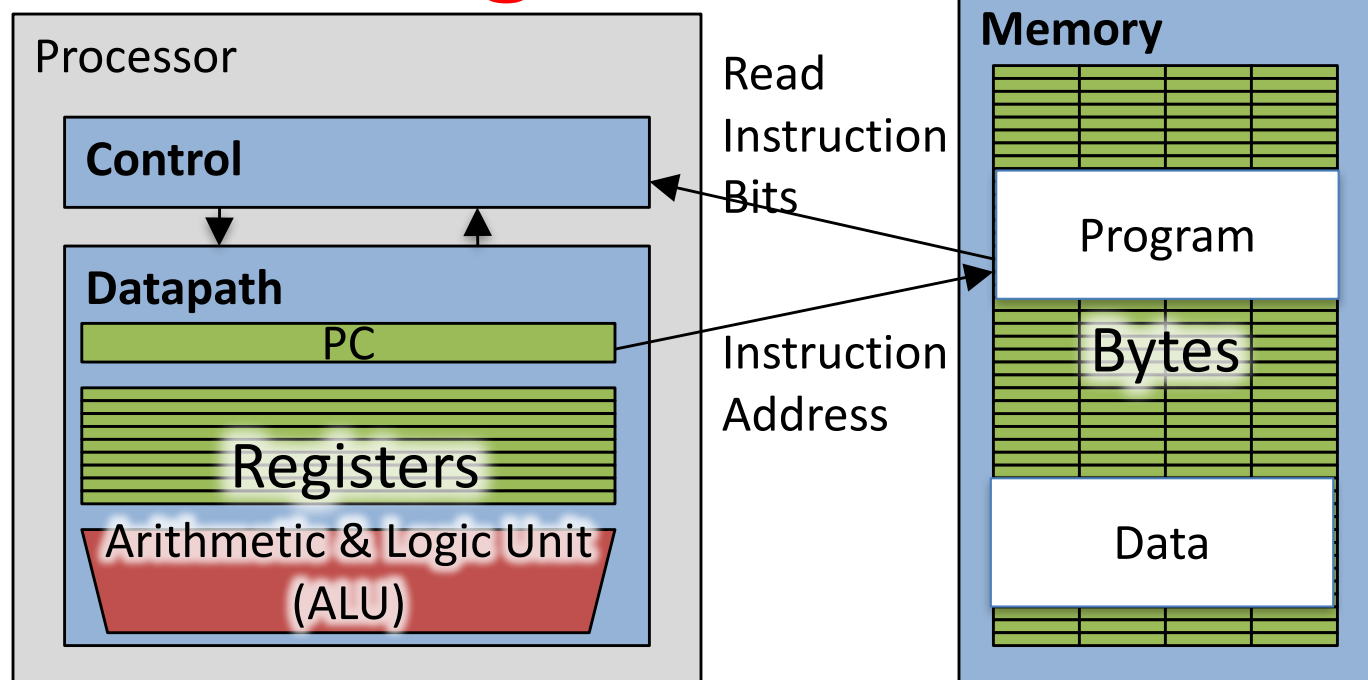 Processor
Control
Datapath
PC
Registers
Arithmetic & Logic Unit
(ALU)
Read
Instruction
Bits
Instruction
Address
Memory
Program
Bytes
Data